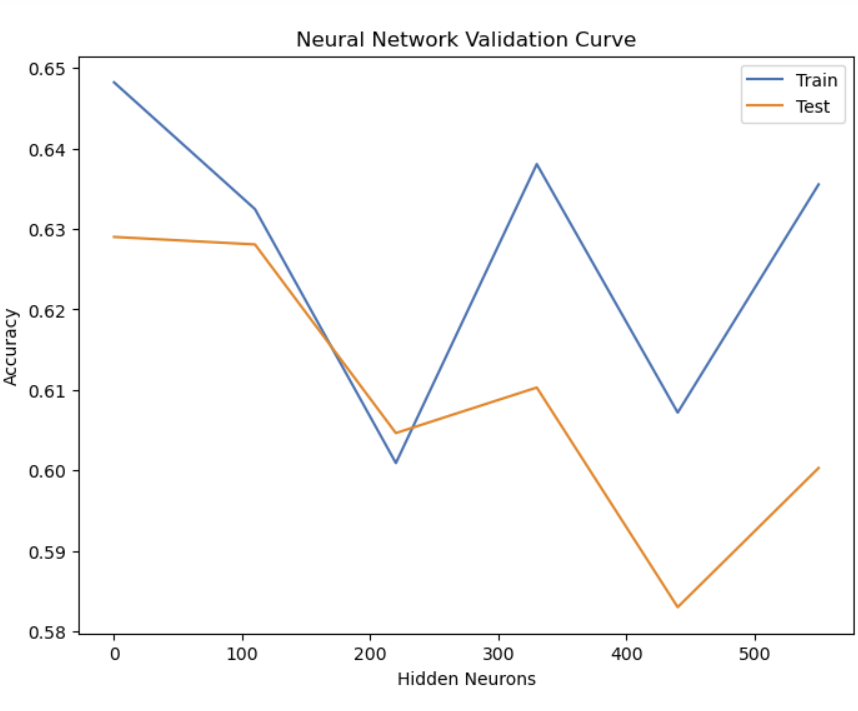 Neural Network Validation Curve
Train
Test
0.65
0.64
0.63
0.62
0.61
0.60
0.59
0.58
Accuracy
0 100 200 300 400 500
Hidden Neurons